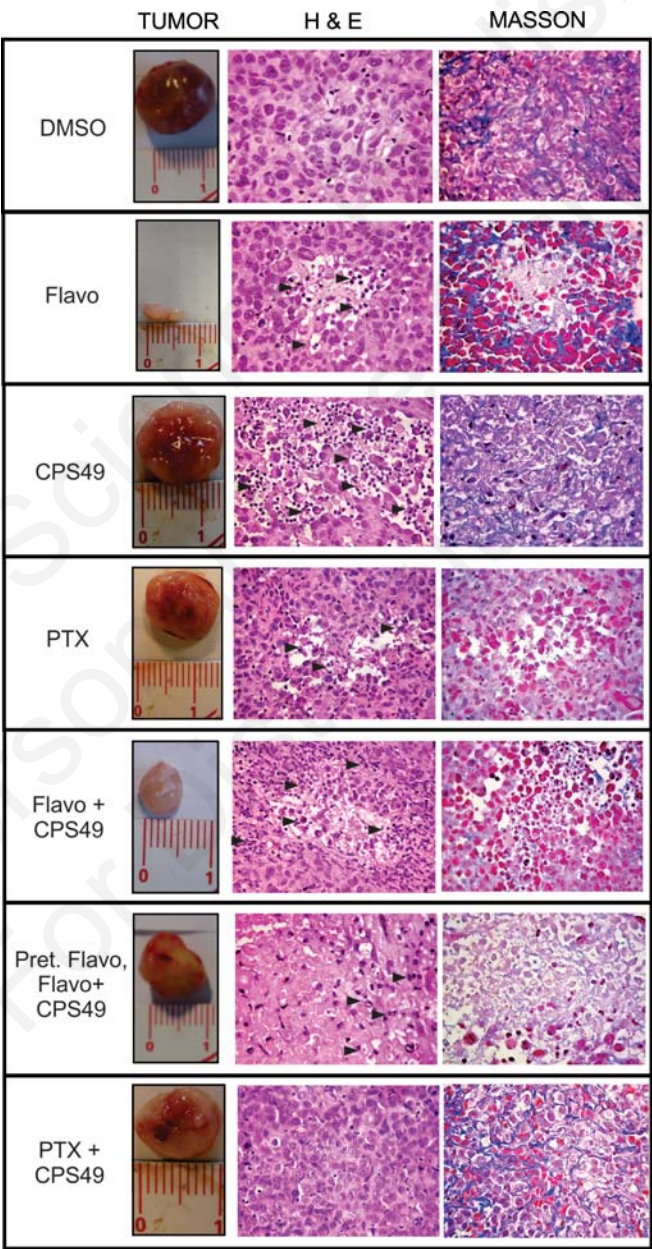 TUMOR H & E MASSON
DMSO
0 1
Flavo
0 1
CPS49
0 1
PTX
0 1
Flavo +
CPS49
0 1
Pret. Flavo,
Flavo+
CPS49
0 1
PTX +
CPS49
0 1